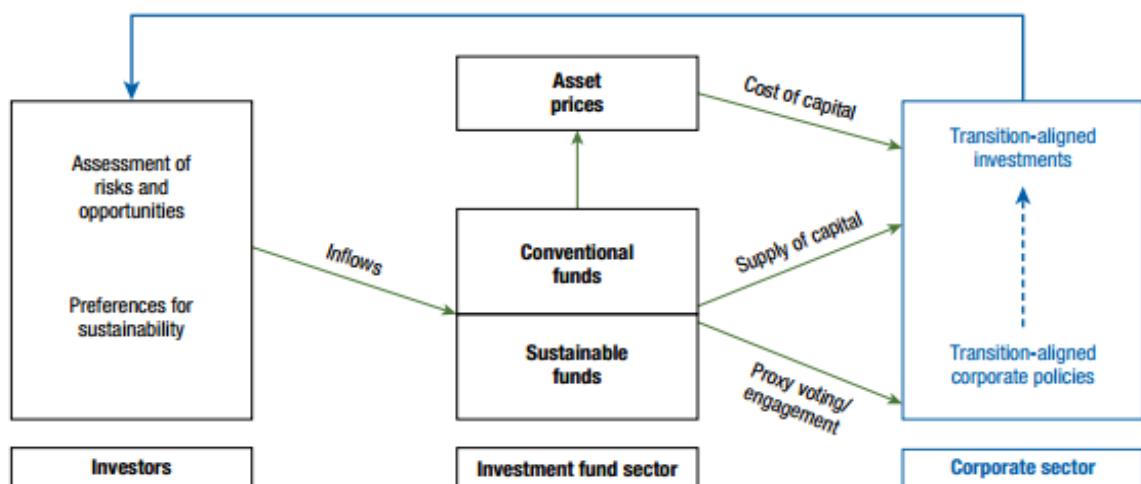 Asset
prices
Cost of capital
Assessment of
risks and
opportunities
Preferences for
sustainability
Inflows
Conventional
funds
Sustainable
funds
Supply of capital
Proxy voting/
engagement
Transition-aligned
investments
Transition-aligned
corporate policies
Investors
Investment fund sector
Corporate sector